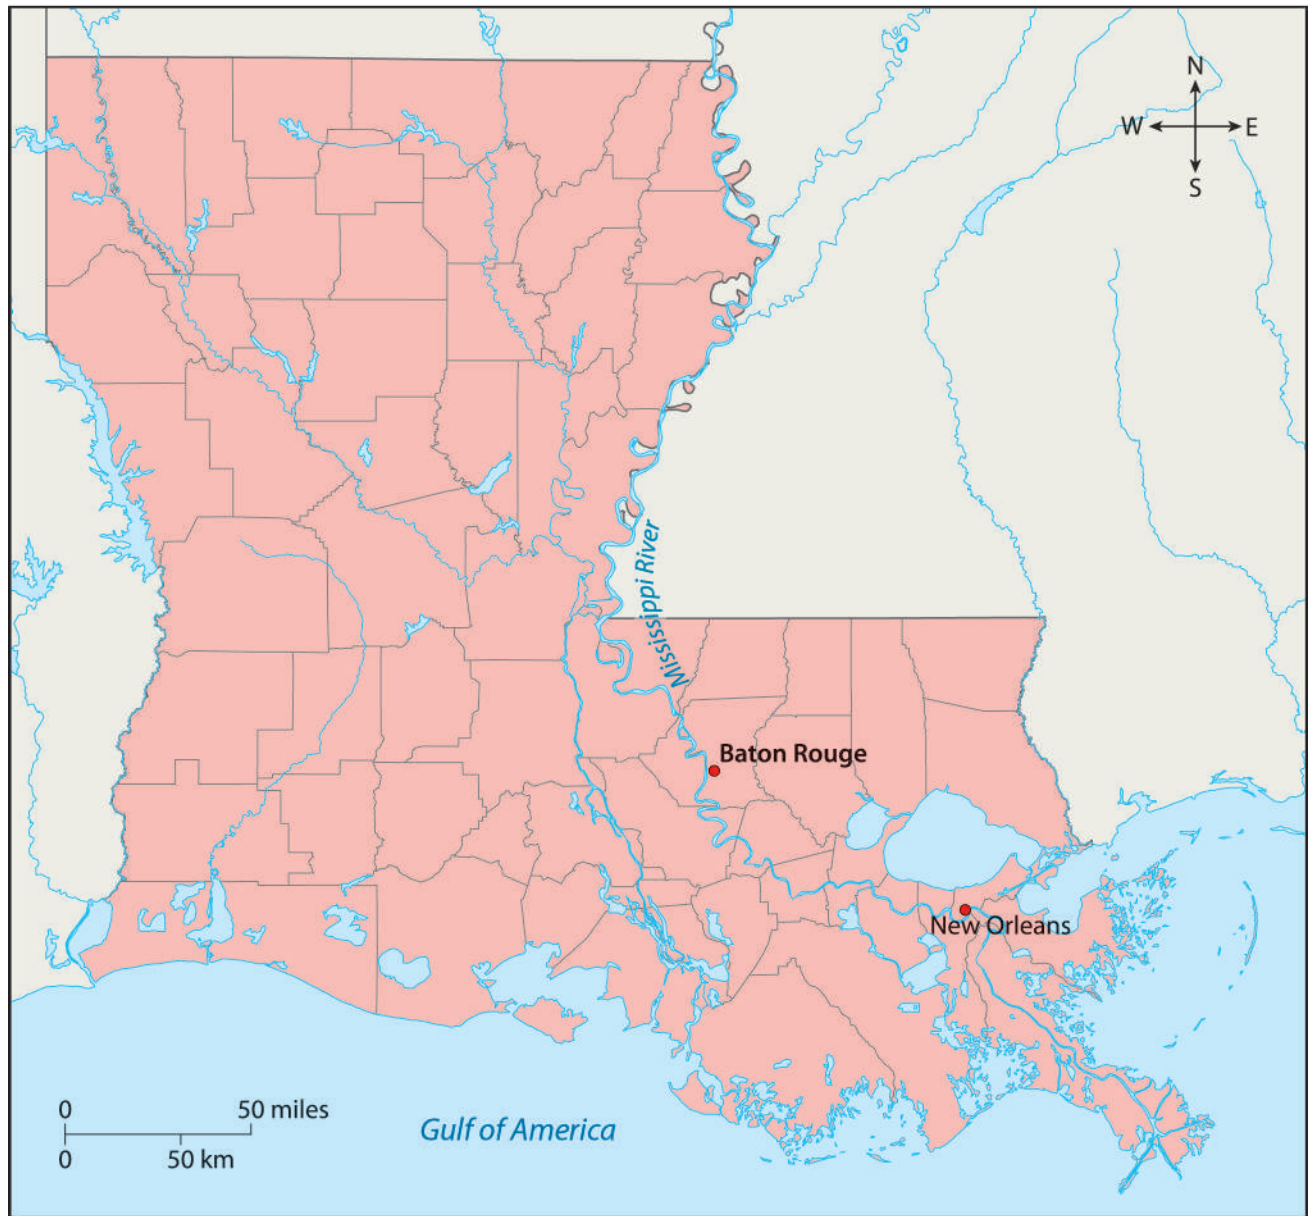 N
W E
S
Mississippi River
Baton Rouge
New Orleans
0 50 miles
0 50 km
Gulf of America